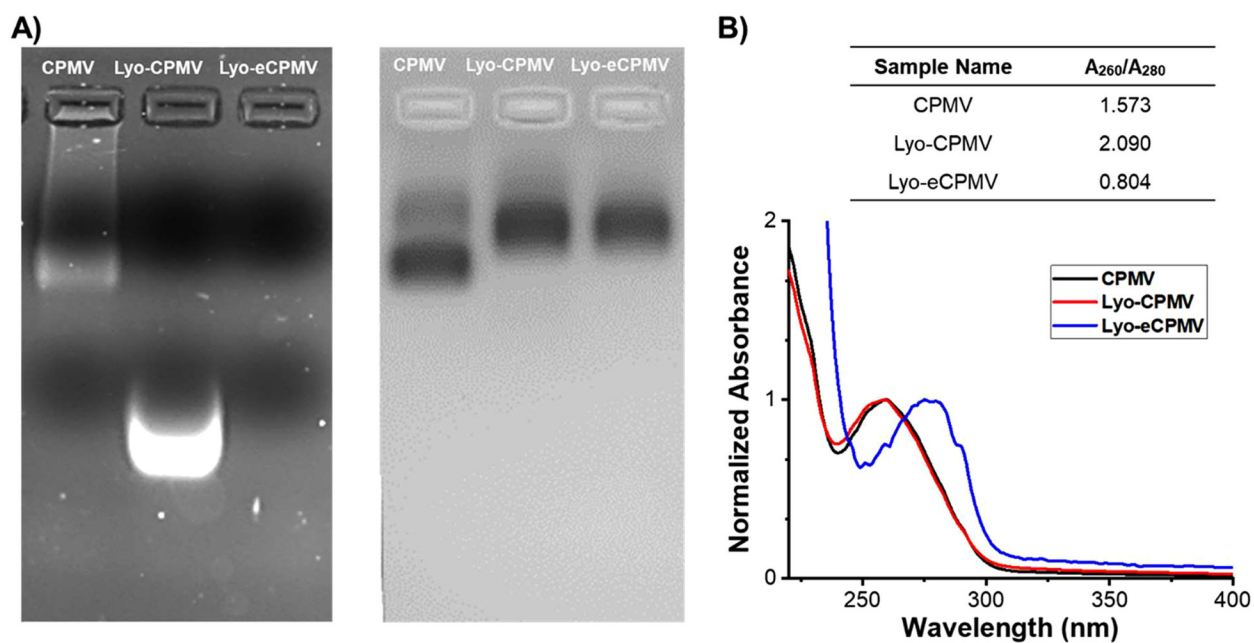 A)
CPMV Lyo-CPMV Lyo-eCPMV
CPMV Lyo-CPMV Lyo-eCPMV
B)
Sample Name A260/A280
CPMV 1.573
Lyo-CPMV 2.090
Lyo-eCPMV 0.804
2
1
0
Normalized Absorbance
CPMV
Lyo-CPMV
Lyo-eCPMV
250 300 350 400
Wavelength (nm)